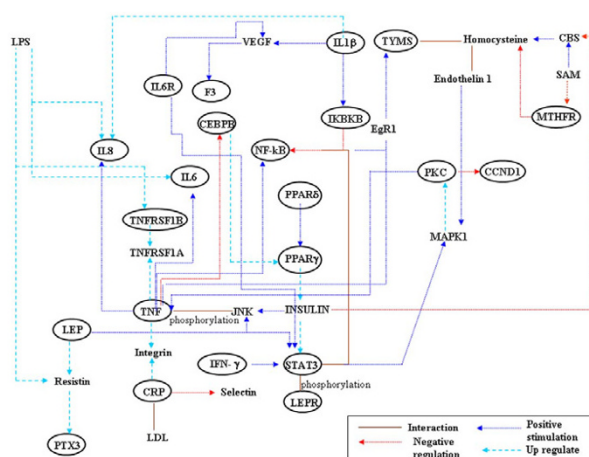 LPS
VEGF
IL1β
TYMS
Homocysteine
CBS
IL6R
F3
Endothelin 1
SAM
CEBPB
IKBKB
EgR1
MTHFR
IL8
NF-kB
IL6
PKC
CCND1
PPARδ
TNFRSF1B
MAPK1
TNFRSF1A
PPARγ
TNF
JNK
INSULIN
phosphorylation
LEP
Integrin
IFN- γ
STAT3
Resistin
phosphorylation
CRP
Selectin
LEPR
PTX3
LDL
Interaction
Positive
stimulation
Negative
regulation
Up regulate